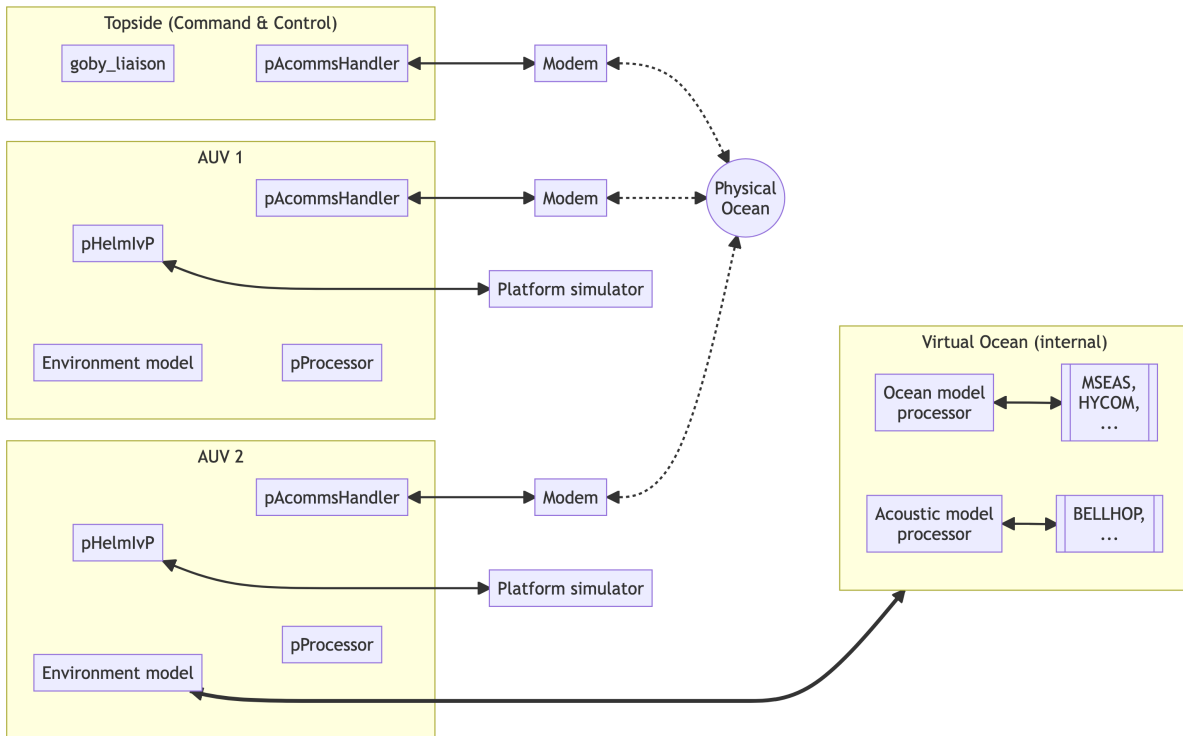 Topside (Command & Control)
goby_liaison
pAcommsHandler
Modem
AUV 1
pAcommsHandler
Modem
Physical
Ocean
pHelmIvP
Platform simulator
Environment model
pProcessor
Virtual Ocean (internal)
Ocean model
processor
MSEAS,
HYCOM,
...
Acoustic model
processor
BELLHOP,
...
AUV 2
pAcommsHandler
Modem
pHelmIvP
Platform simulator
pProcessor
Environment model